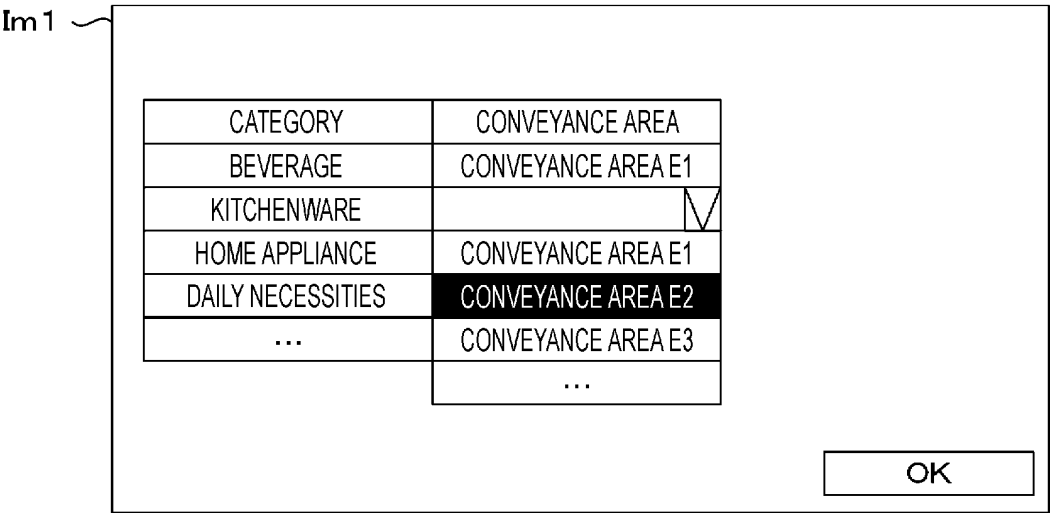 Im1
CATEGORY CONVEYANCE AREA
BEVERAGE CONVEYANCE AREA E1
KITCHENWARE
HOME APPLIANCE CONVEYANCE AREA E1
DAILY NECESSITIES CONVEYANCE AREA E2
... CONVEYANCE AREA E3
...
OK